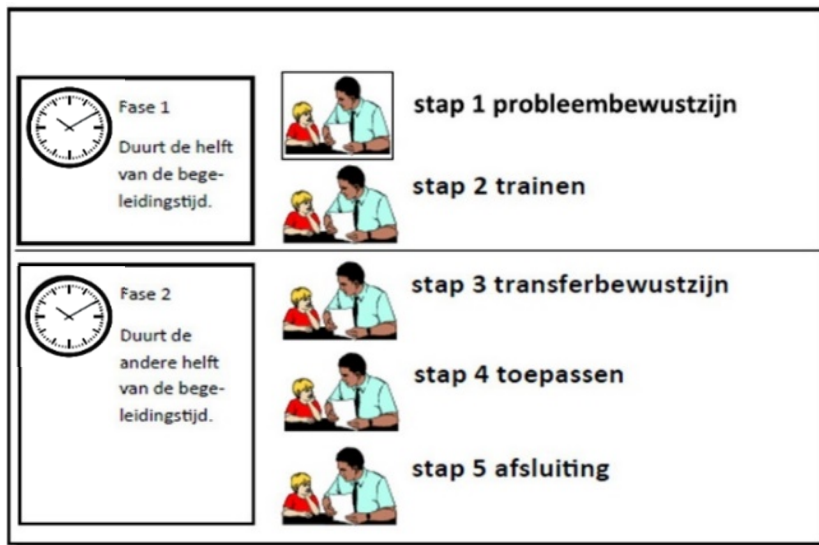 Fase 1
Duurt de helft
van de bege-
leidingstijd.
stap 1 probleembewustzijn
stap 2 trainen
Fase 2
Duurt de
andere helft
van de bege-
leidingstijd.
stap 3 transferbewustzijn
stap 4 toepassen
stap 5 afsluiting